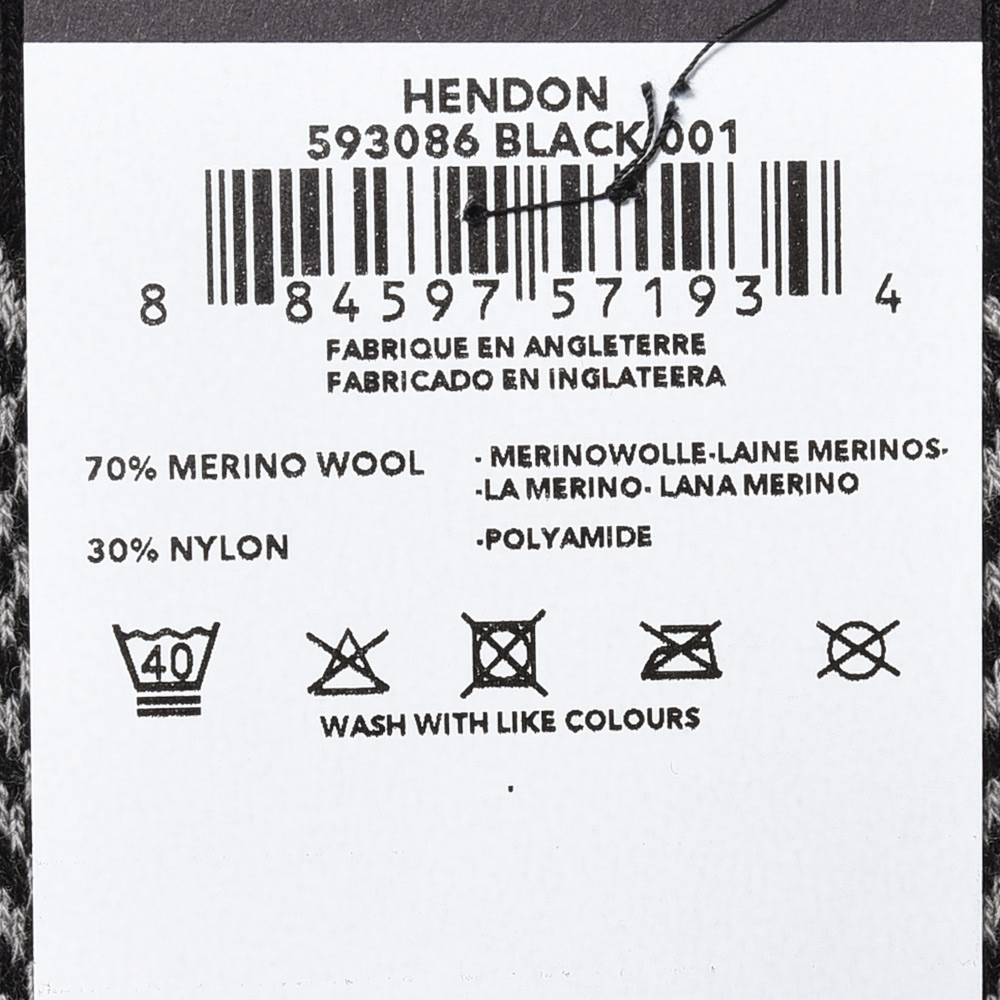 HENDON
593086 BLACK 001
8 84597 57193 4
FABRIQUE EN ANGLETERRE
FABRICADO EN INGLATEERA
70% MERINO WOOL
· MERINOWOLLE·LAINE MERINOS·
·LA MERINO· LANA MERINO
30% NYLON
·POLYAMIDE
40
WASH WITH LIKE COLOURS